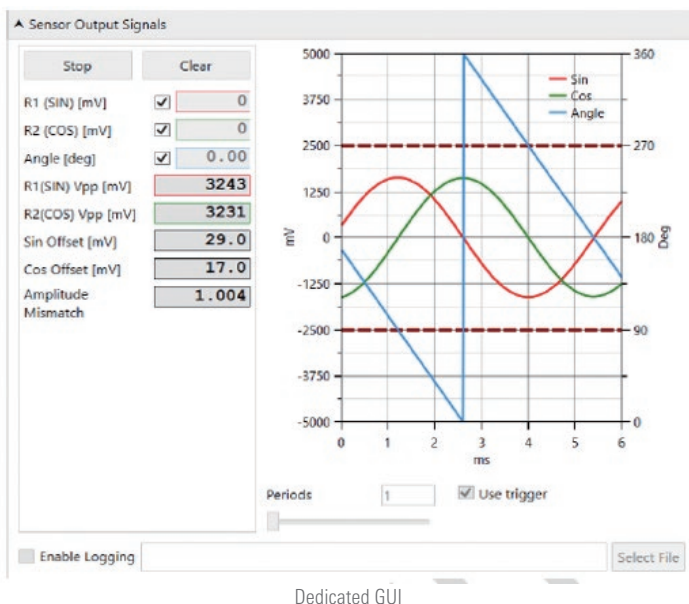 Sensor Output Signals
Stop Clear
R1 (SIN) [mV] 0
R2 (COS) [mV] 0
Angle [deg] 0.00
R1(SIN) Vpp [mV] 3243
R2(COS) Vpp [mV] 3231
Sin Offset [mV] 29.0
Cos Offset [mV] 17.0
Amplitude
Mismatch 1.004
5000 360
3750
2500 270
1250
0 180
-1250
-2500 90
-3750
-5000 0
mV
Deg
Sin
Cos
Angle
0 1 2 3 4 5 6
ms
Periods 1 Use trigger
Enable Logging Select File
Dedicated GUI